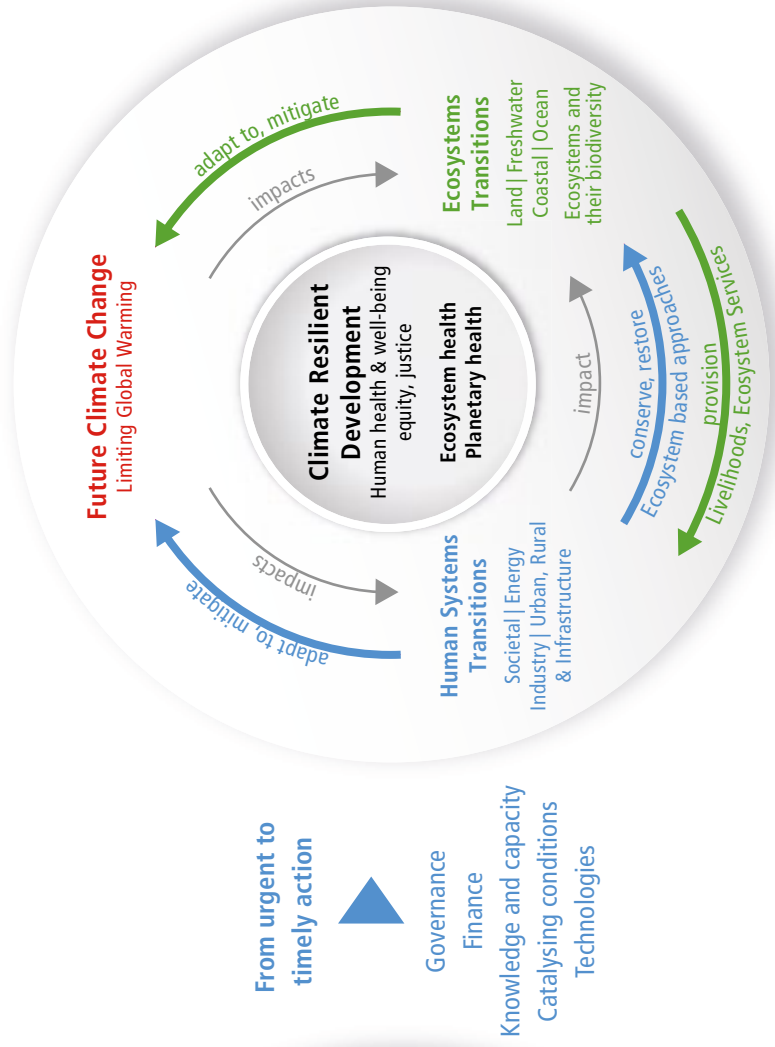 From urgent to
timely action
Governance
Finance
Knowledge and capacity
Catalysing conditions
Technologies
Future Climate Change
Limiting Global Warming
adapt to, mitigate
impacts
adapt to, mitigate
impacts
Climate Resilient
Development
Human health & well-being
equity, justice
Ecosystem health
Planetary health
Human Systems
Transitions
Societal | Energy
Industry | Urban, Rural
& Infrastructure
Ecosystems
Transitions
Land | Freshwater
Coastal | Ocean
Ecosystems and
their biodiversity
impact
conserve, restore
Ecosystem based approaches
provision
Livelihoods, Ecosystem Services